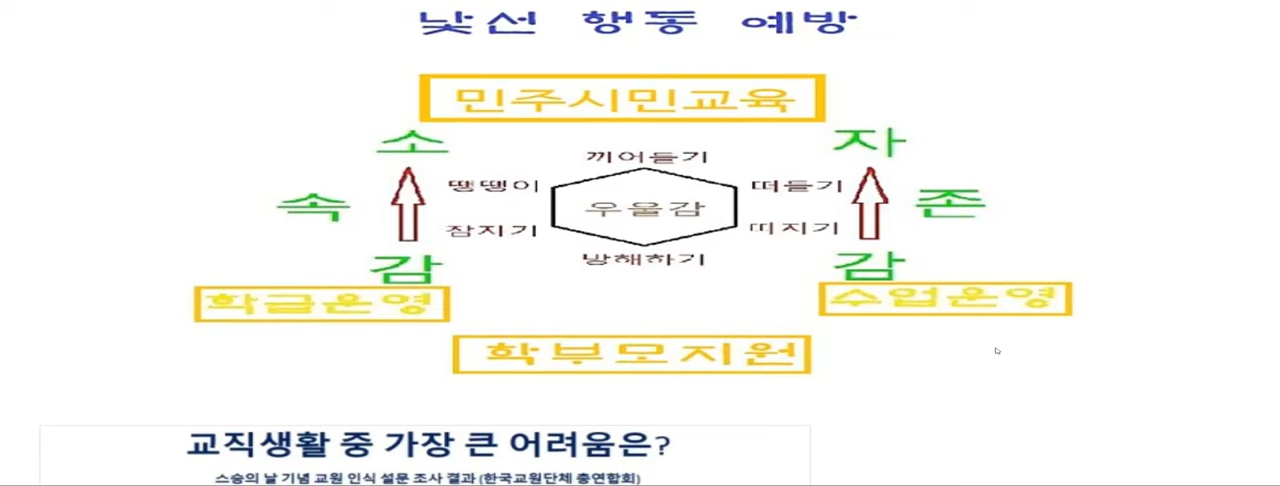 낯선 행동 예방
민주시민교육
소속감
자존감
끼어들기
땡땡이
떠들기
우울감
잠자기
따지기
방해하기
학급운영
수업운영
학부모지원
교직생활 중 가장 큰 어려움은?
스승의 날 기념 교원 인식 설문 조사 결과 (한국교원단체 총연합회)